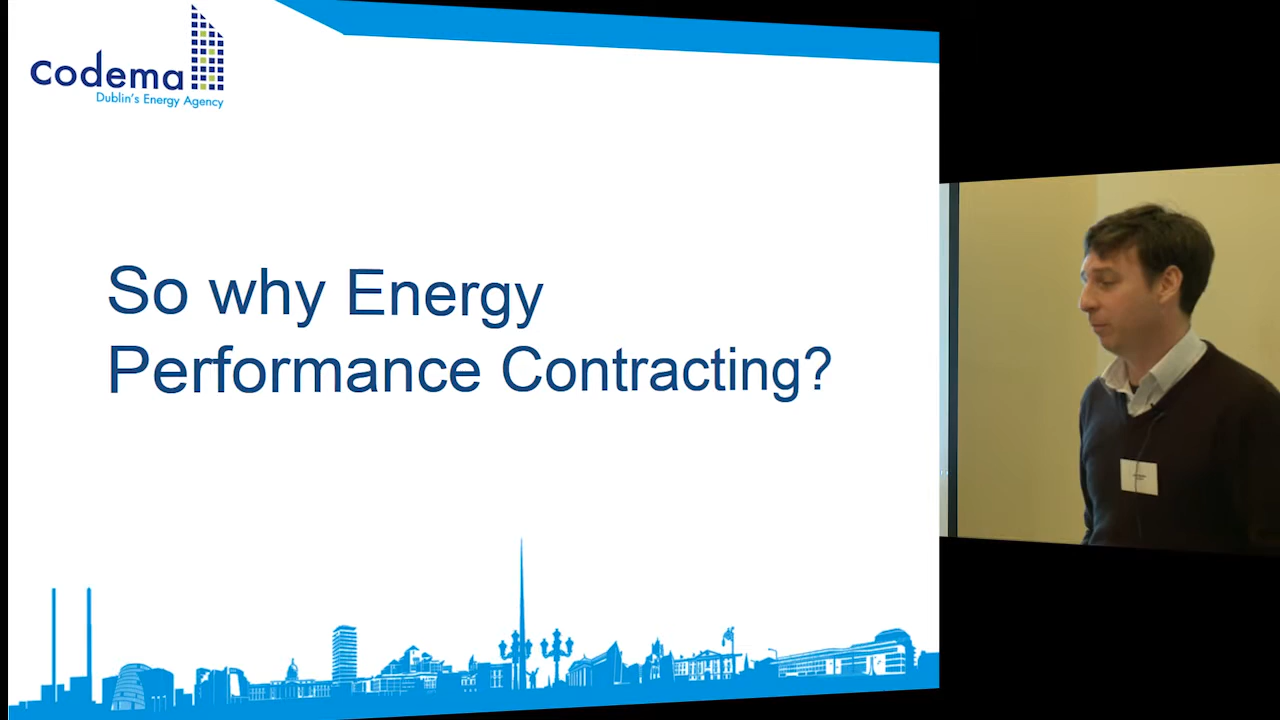 codema
Dublin's Energy Agency
So why Energy
Performance Contracting?